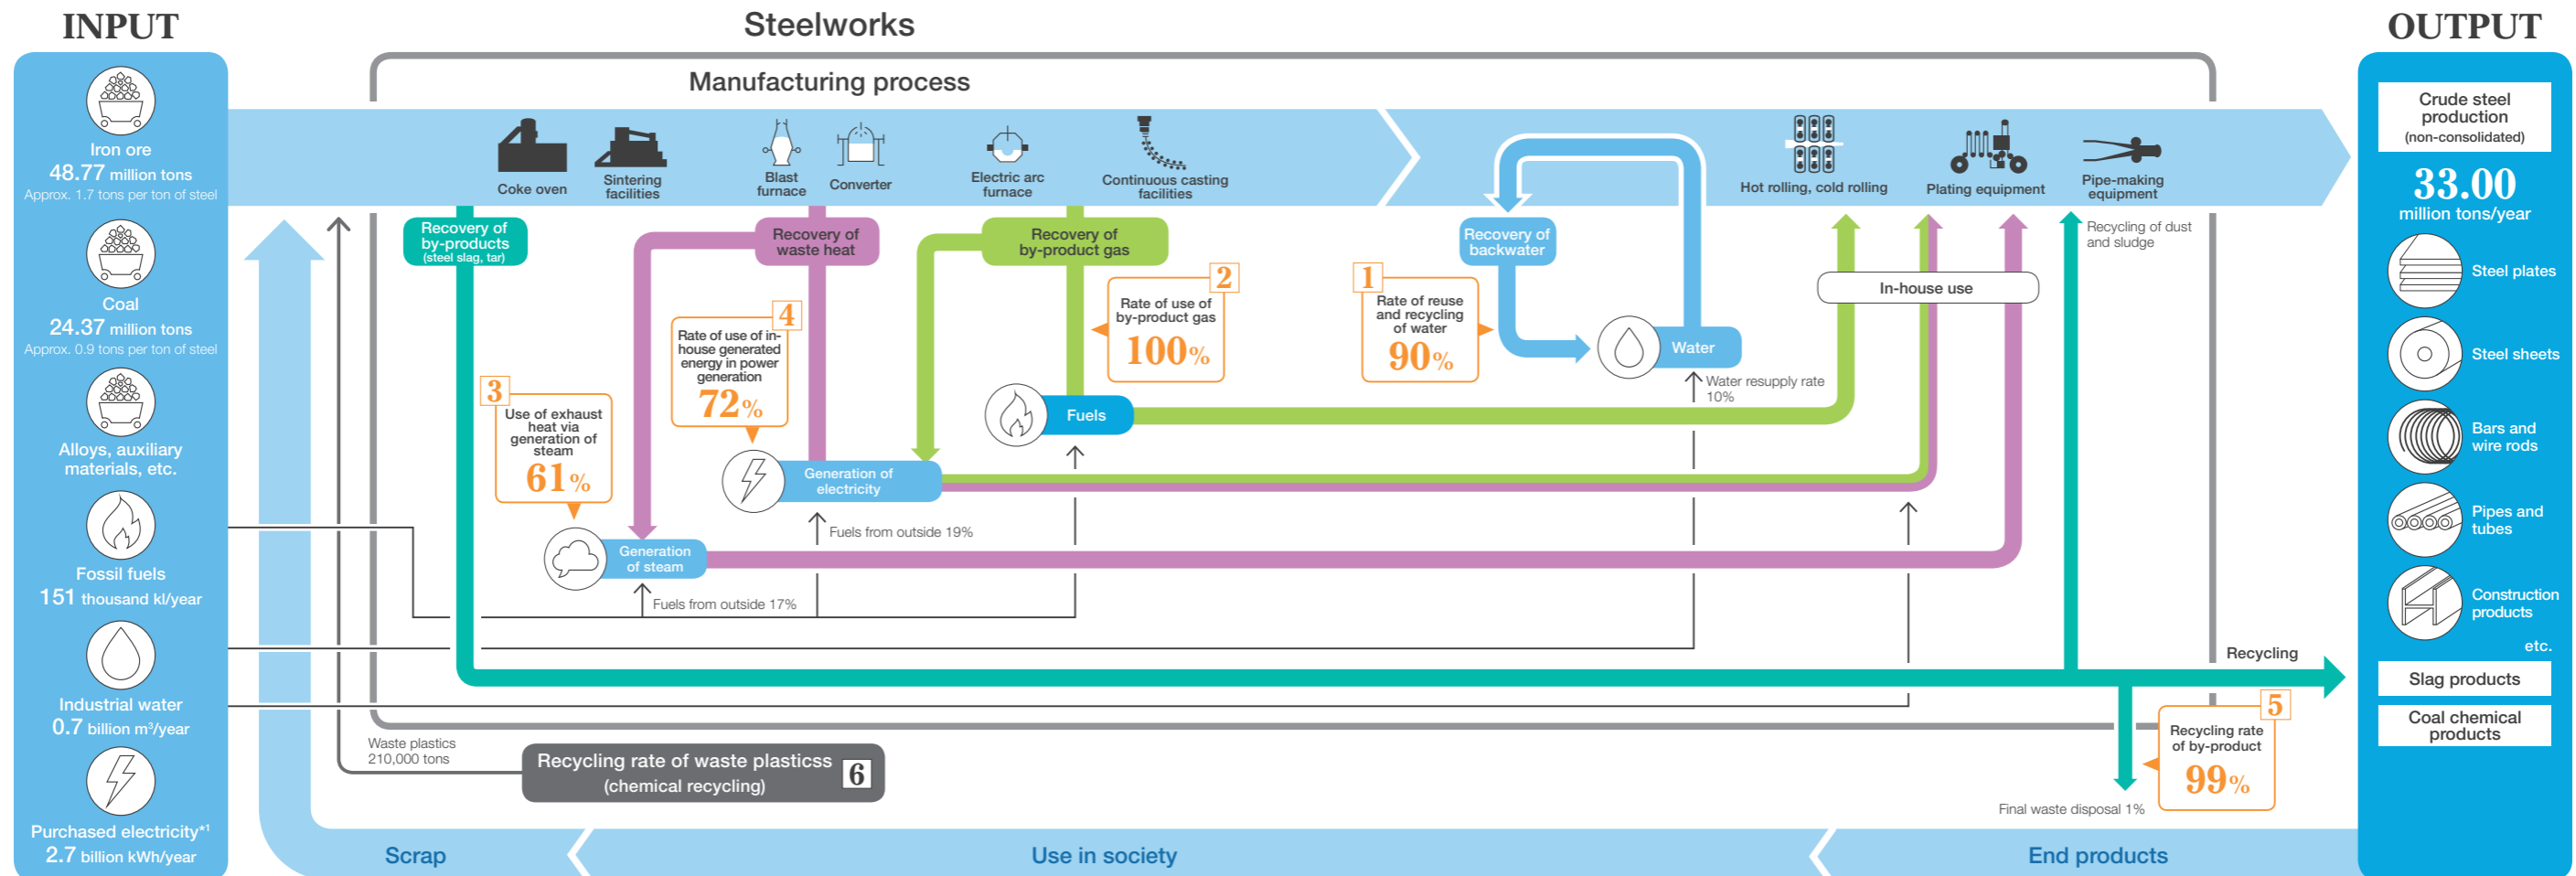 INPUT
Iron ore
48.77 million tons
Approx. 1.7 tons per ton of steel
Coal
24.37 million tons
Approx. 0.9 tons per ton of steel
Alloys, auxiliary
materials, etc.
Fossil fuels
151 thousand kl/year
Industrial water
0.7 billion m³/year
Purchased electricity*1
2.7 billion kWh/year
Steelworks
Manufacturing process
Coke oven
Sintering
facilities
Blast
furnace
Converter
Electric arc
furnace
Continuous casting
facilities
Hot rolling, cold rolling
Plating equipment
Pipe-making
equipment
Recovery of
by-products
(steel slag, tar)
Recovery of
waste heat
Recovery of
by-product gas
Recovery of
backwater
Recycling of dust
and sludge
In-house use
1
Rate of reuse
and recycling
of water
90%
2
Rate of use of
by-product gas
100%
3
Use of exhaust
heat via
generation of
steam
61%
4
Rate of use of in-
house generated
energy in power
generation
72%
Water
Water resupply rate
10%
Fuels
Generation of
electricity
Fuels from outside 19%
Generation
of steam
Fuels from outside 17%
Recycling
5
Recycling rate
of by-product
99%
Final waste disposal 1%
Waste plastics
210,000 tons
Recycling rate of waste plasticss
(chemical recycling)
6
Scrap
Use in society
End products
OUTPUT
Crude steel
production
(non-consolidated)
33.00
million tons/year
Steel plates
Steel sheets
Bars and
wire rods
Pipes and
tubes
Construction
products
etc.
Slag products
Coal chemical
products